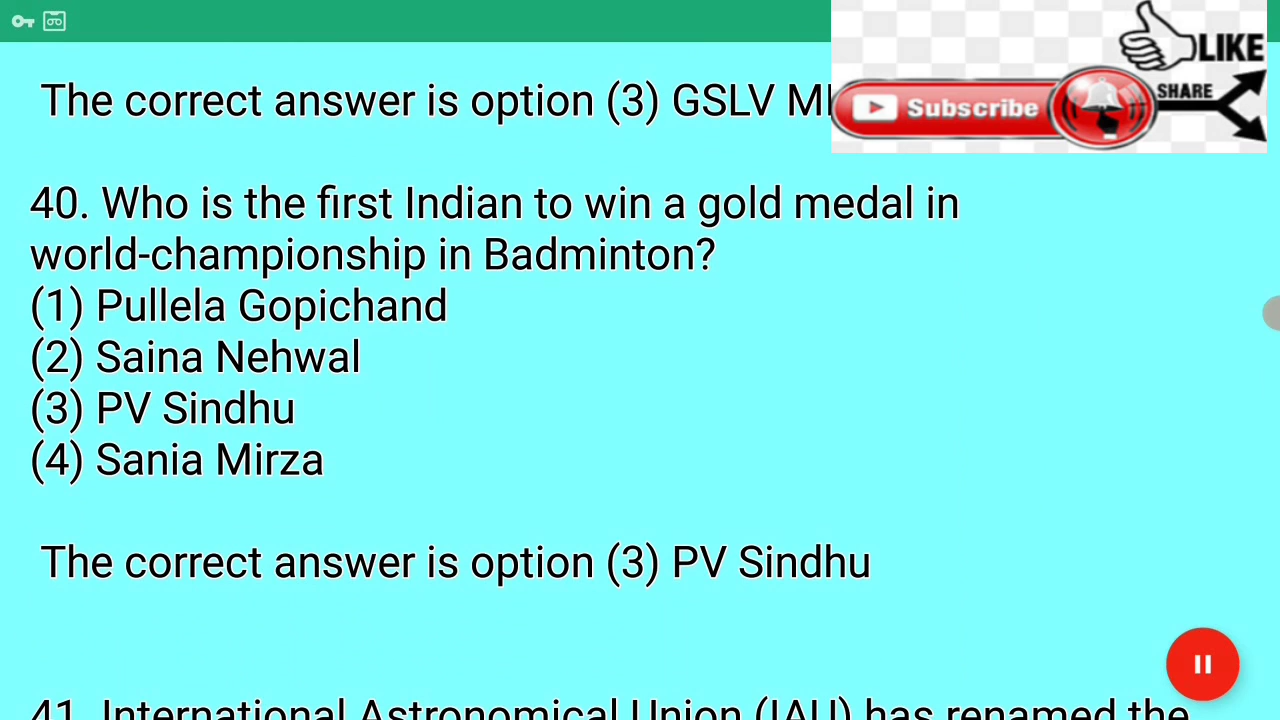 The correct answer is option (3) GSLV
LIKE
Subscribe
SHARE
40. Who is the first Indian to win a gold medal in
world-championship in Badminton?
(1) Pullela Gopichand
(2) Saina Nehwal
(3) PV Sindhu
(4) Sania Mirza
The correct answer is option (3) PV Sindhu
41. International Astronomical Union (IAU) has renamed the